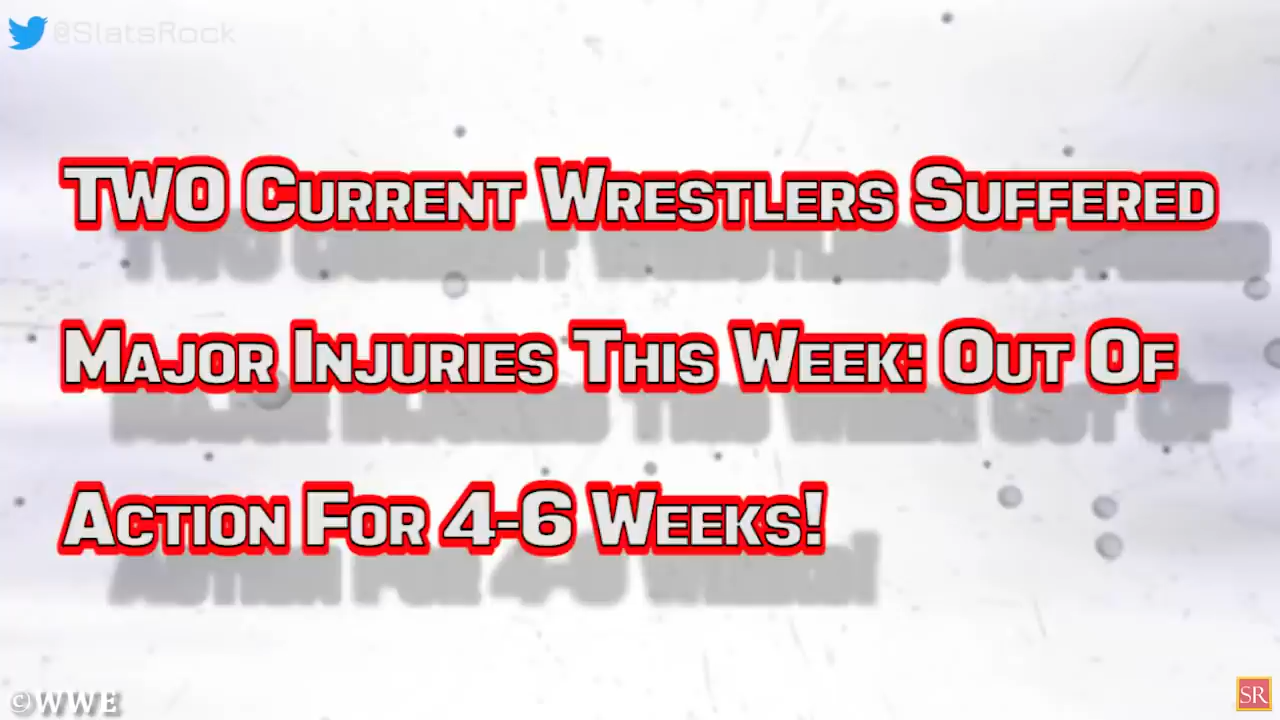 @SlatsRock
TWO Current Wrestlers Suffered
Major Injuries This Week: Out Of
Action For 4-6 Weeks!
©WWE
SR